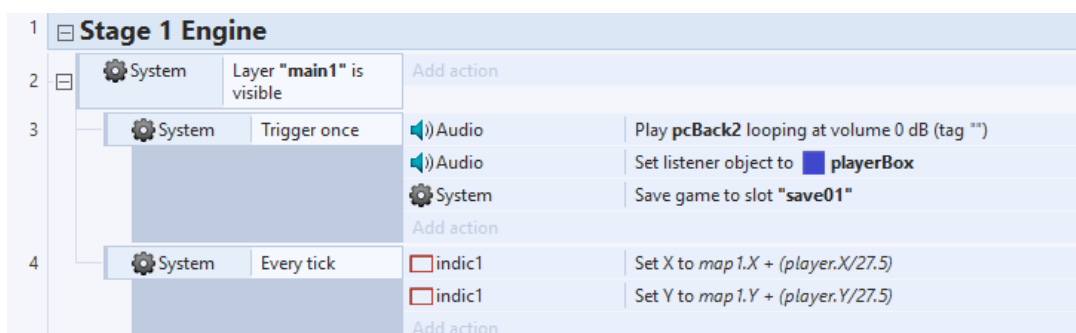 1 Stage 1 Engine
2 System Layer "main1" is visible Add action
3 System Trigger once Audio Play pcBack2 looping at volume 0 dB (tag "")
Audio Set listener object to playerBox
System Save game to slot "save01"
Add action
4 System Every tick indic1 Set X to map1.X + (player.X/27.5)
indic1 Set Y to map1.Y + (player.Y/27.5)
Add action